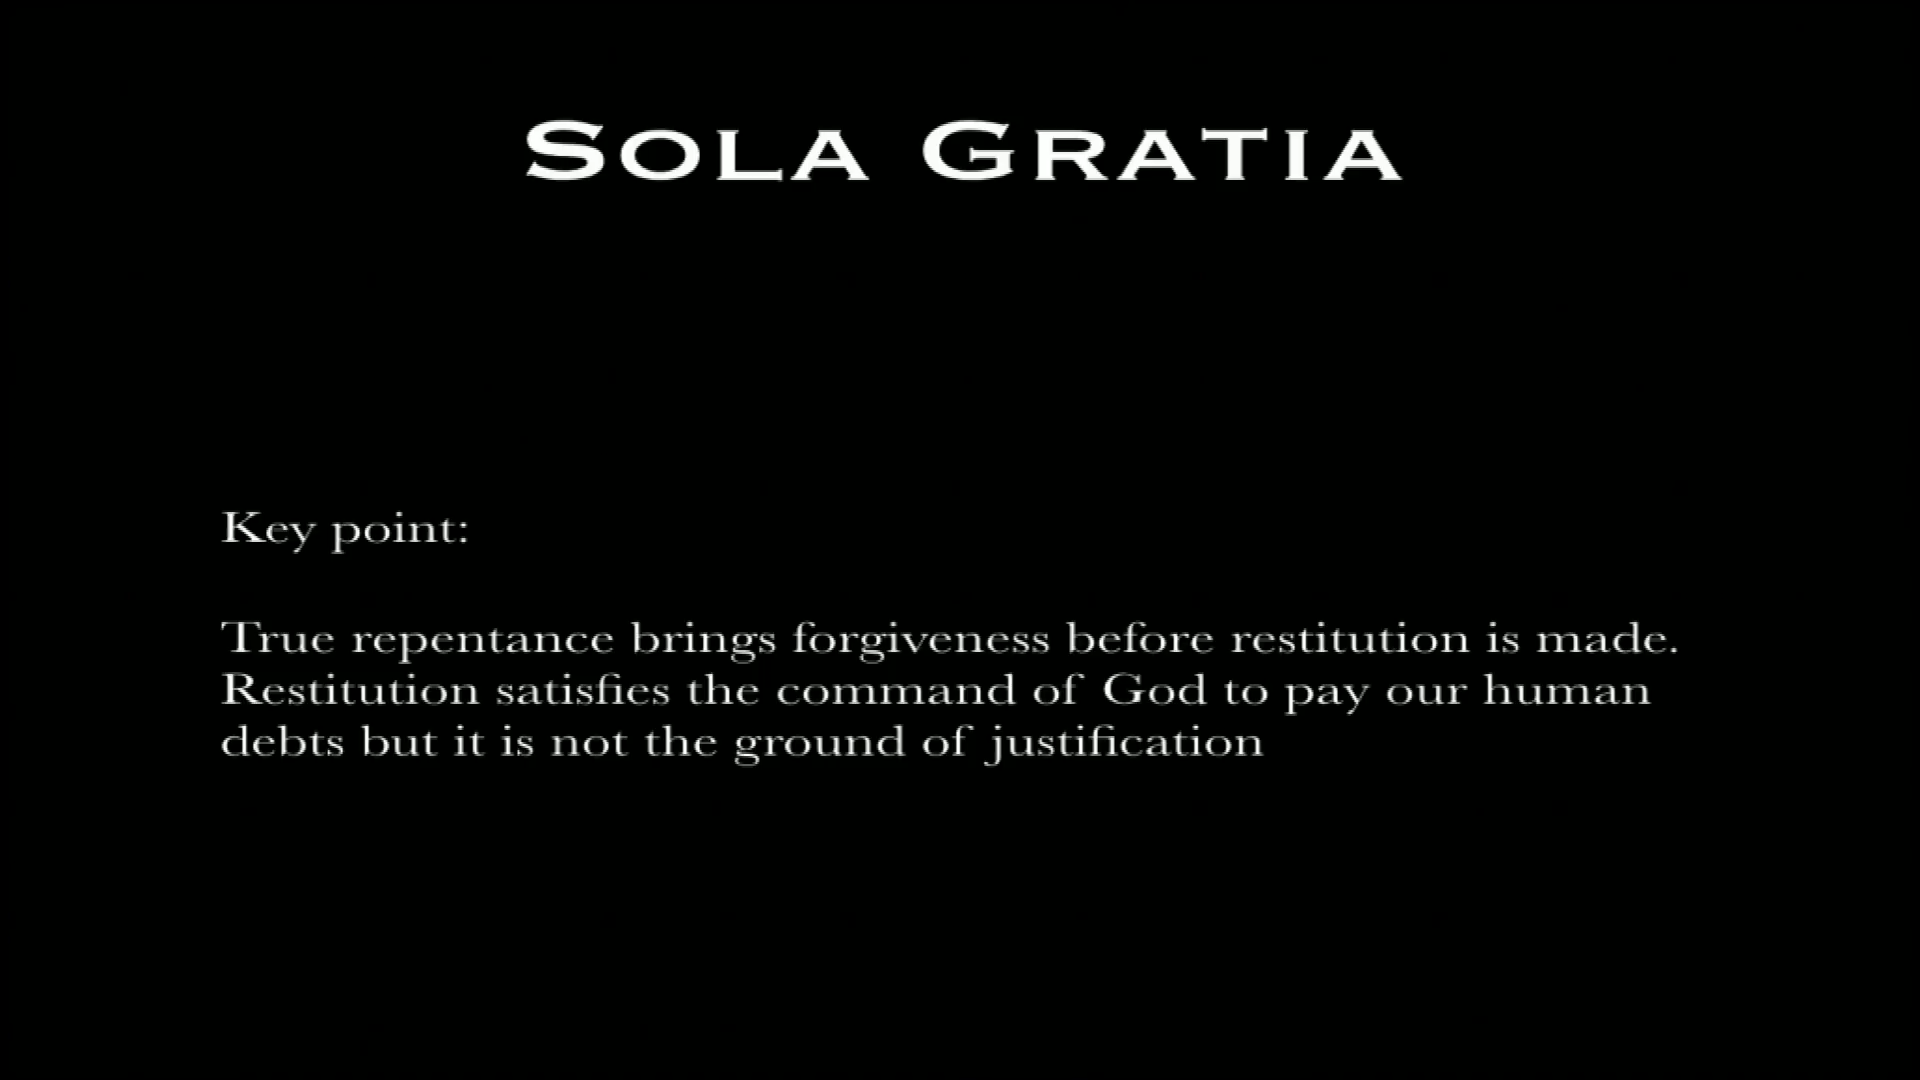 Sola Gratia
Key point:
True repentance brings forgiveness before restitution is made.
Restitution satisfies the command of God to pay our human
debts but it is not the ground of justification